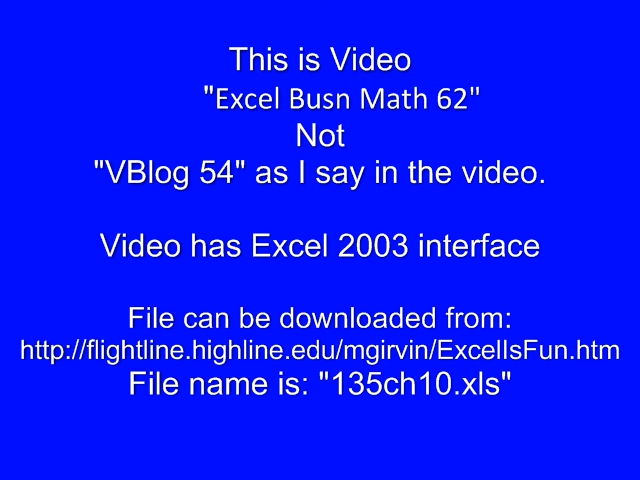 This is Video
"Excel Busn Math 62"
Not
"VBlog 54" as I say in the video.
Video has Excel 2003 interface
File can be downloaded from:
http://flightline.highline.edu/mgirvin/ExcelIsFun.htm
File name is: "135ch10.xls"